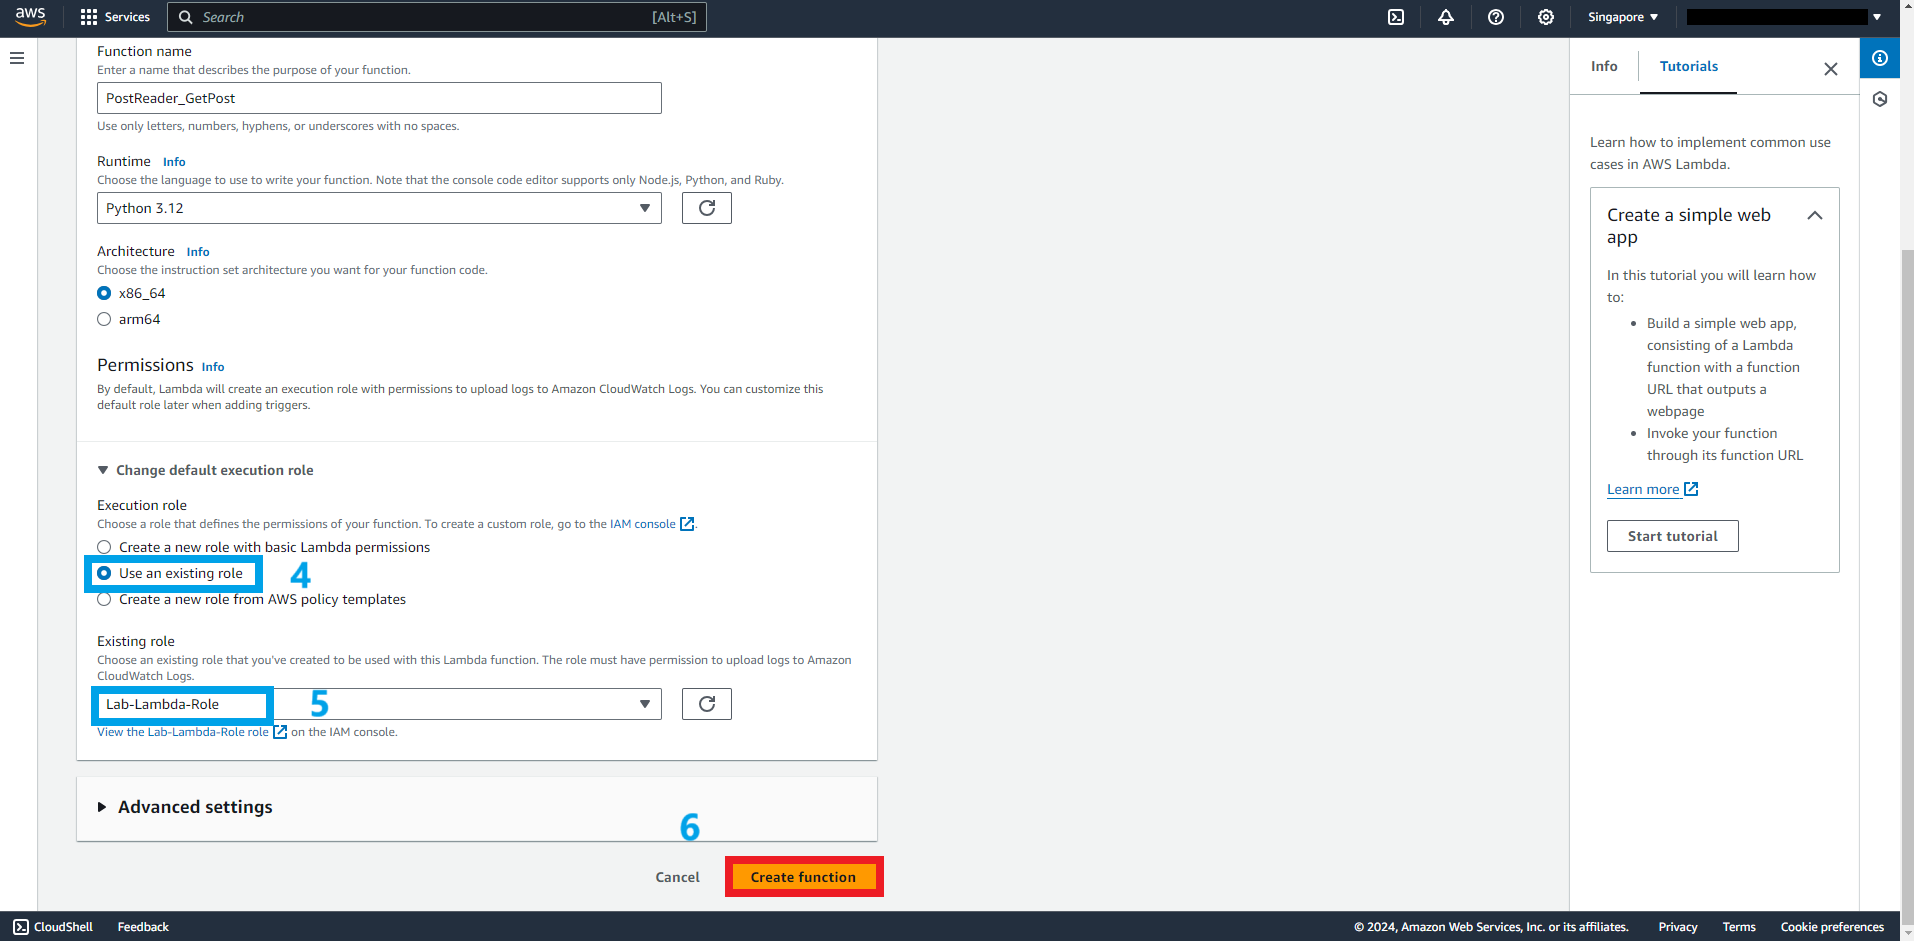 aws
Services
Search
[Alt+S]
Singapore
Function name
Enter a name that describes the purpose of your function.
PostReader_GetPost
Use only letters, numbers, hyphens, or underscores with no spaces.
Runtime Info
Choose the language to use to write your function. Note that the console code editor supports only Node.js, Python, and Ruby.
Python 3.12
Architecture Info
Choose the instruction set architecture you want for your function code.
x86_64
arm64
Permissions Info
By default, Lambda will create an execution role with permissions to upload logs to Amazon CloudWatch Logs. You can customize this
default role later when adding triggers.
Change default execution role
Execution role
Choose a role that defines the permissions of your function. To create a custom role, go to the IAM console.
Create a new role with basic Lambda permissions
Use an existing role
4
Create a new role from AWS policy templates
Existing role
Choose an existing role that you've created to be used with this Lambda function. The role must have permission to upload logs to Amazon
CloudWatch Logs.
Lab-Lambda-Role
5
View the Lab-Lambda-Role role on the IAM console.
Advanced settings
6
Cancel
Create function
Info
Tutorials
Learn how to implement common use
cases in AWS Lambda.
Create a simple web
app
In this tutorial you will learn how
to:
• Build a simple web app,
consisting of a Lambda
function with a function
URL that outputs a
webpage
• Invoke your function
through its function URL
Learn more
Start tutorial
CloudShell
Feedback
© 2024, Amazon Web Services, Inc. or its affiliates.
Privacy
Terms
Cookie preferences